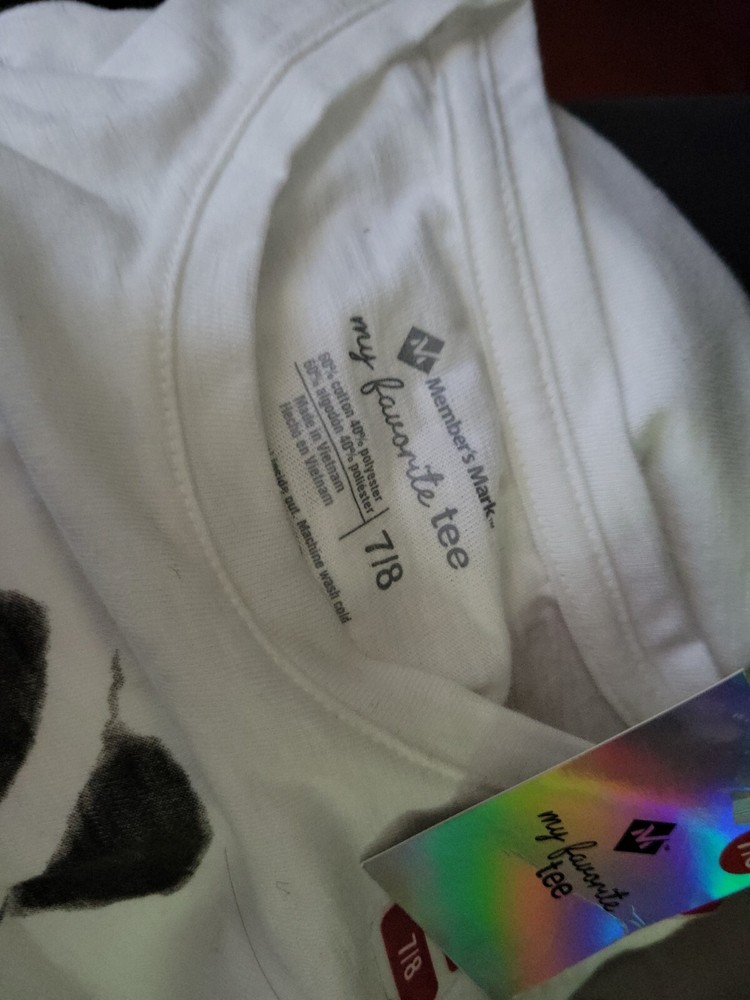 M Member's Mark™
my favorite tee
60% cotton 40% polyester
60% algodón 40% poliéster
7/8
Made in Vietnam
Hecho en Vietnam
inside out. Machine wash cold
M
my favorite
tee
7/8